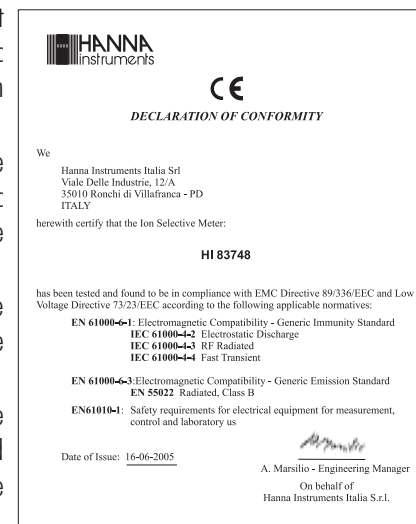 HANNA
instruments
CE
DECLARATION OF CONFORMITY
We
Hanna Instruments Italia Srl
Viale Delle Industrie, 12/A
35010 Ronchi di Villafranca - PD
ITALY
herewith certify that the Ion Selective Meter:
HI 83748
has been tested and found to be in compliance with EMC Directive 89/336/EEC and Low
Voltage Directive 73/23/EEC according to the following applicable normatives:
EN 61000-6-1: Electromagnetic Compatibility - Generic Immunity Standard
IEC 61000-4-2 Electrostatic Discharge
IEC 61000-4-3 RF Radiated
IEC 61000-4-4 Fast Transient
EN 61000-6-3:Electromagnetic Compatibility - Generic Emission Standard
EN 55022 Radiated, Class B
EN61010-1: Safety requirements for electrical equipment for measurement,
control and laboratory us
Date of Issue: 16-06-2005
A. Marsilio - Engineering Manager
On behalf of
Hanna Instruments Italia S.r.l.